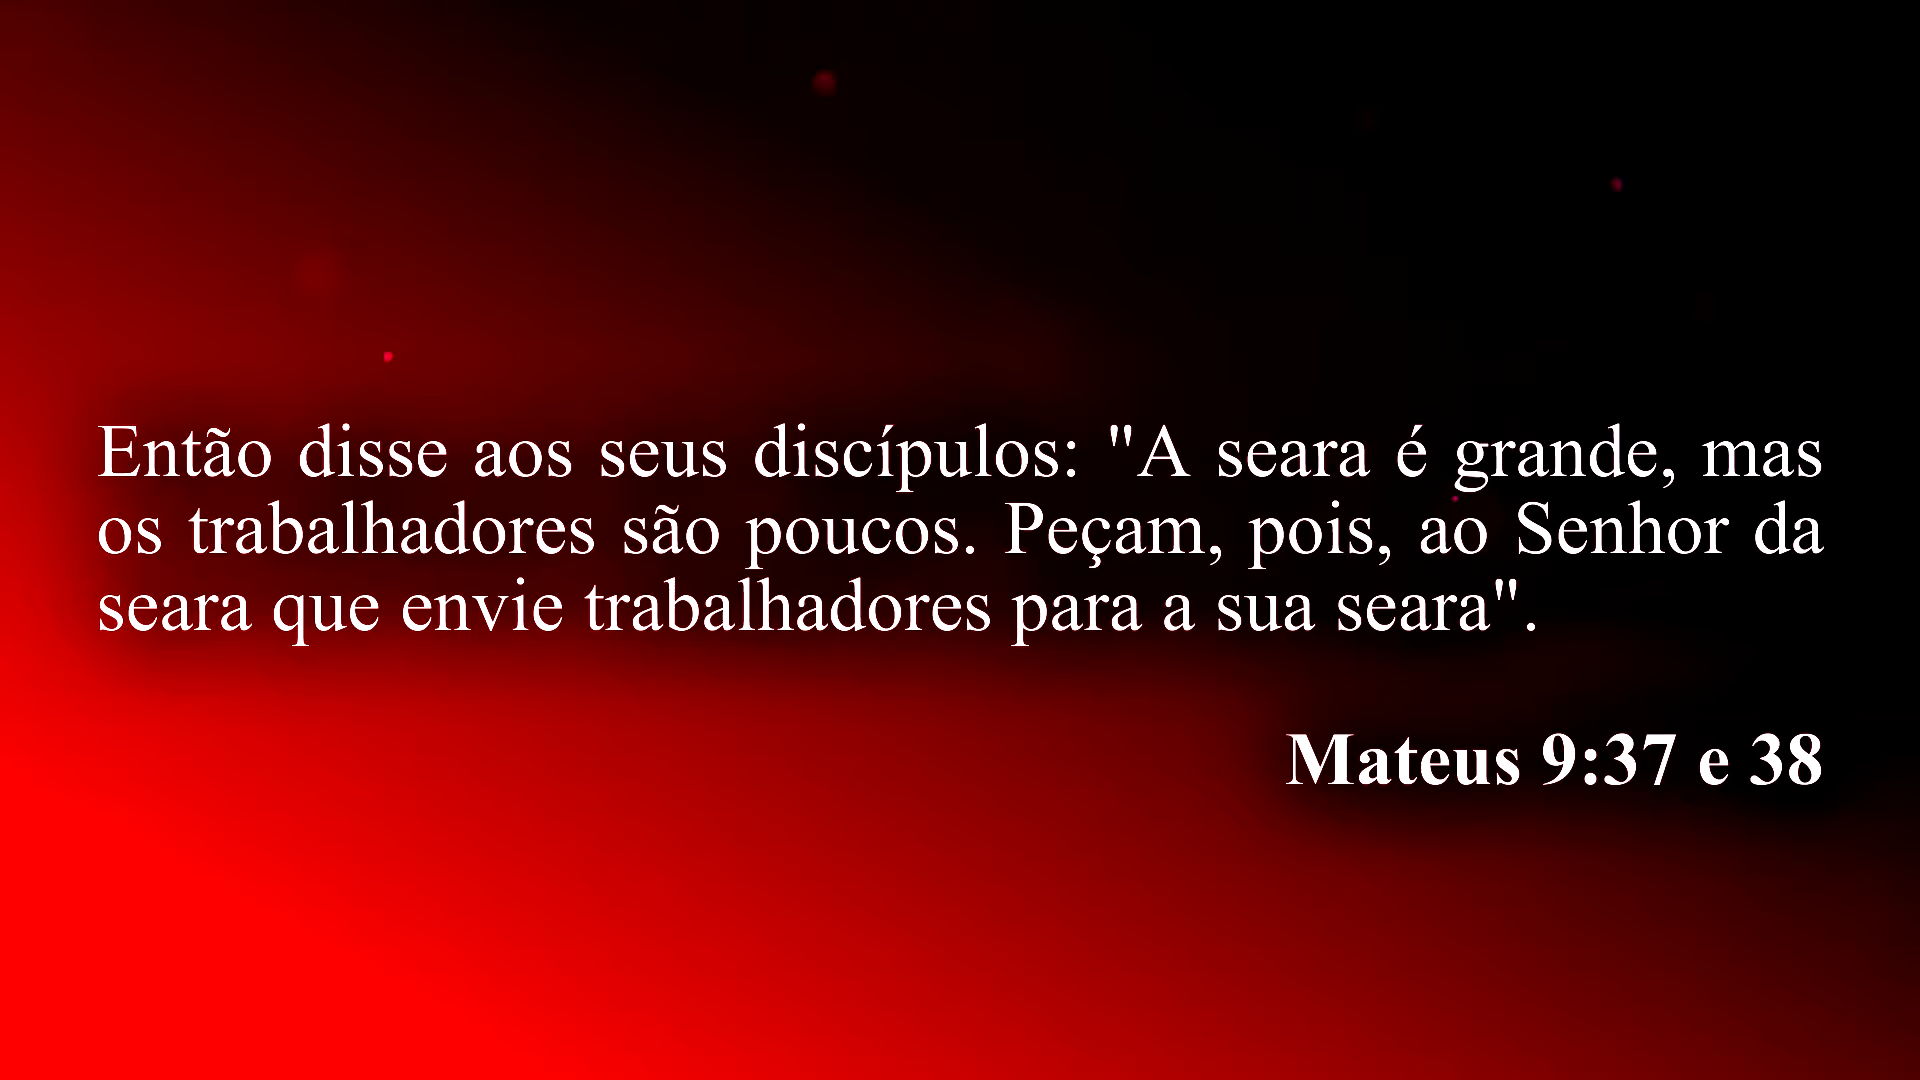 Então disse aos seus discípulos: "A seara é grande, mas
os trabalhadores são poucos. Peçam, pois, ao Senhor da
seara que envie trabalhadores para a sua seara".
Mateus 9:37 e 38